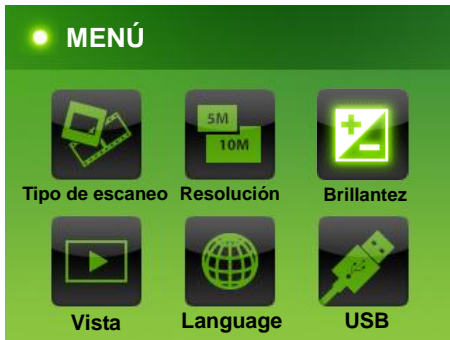 MENÚ
5M
10M
Tipo de escaneo Resolución Brillantez
Vista Language USB